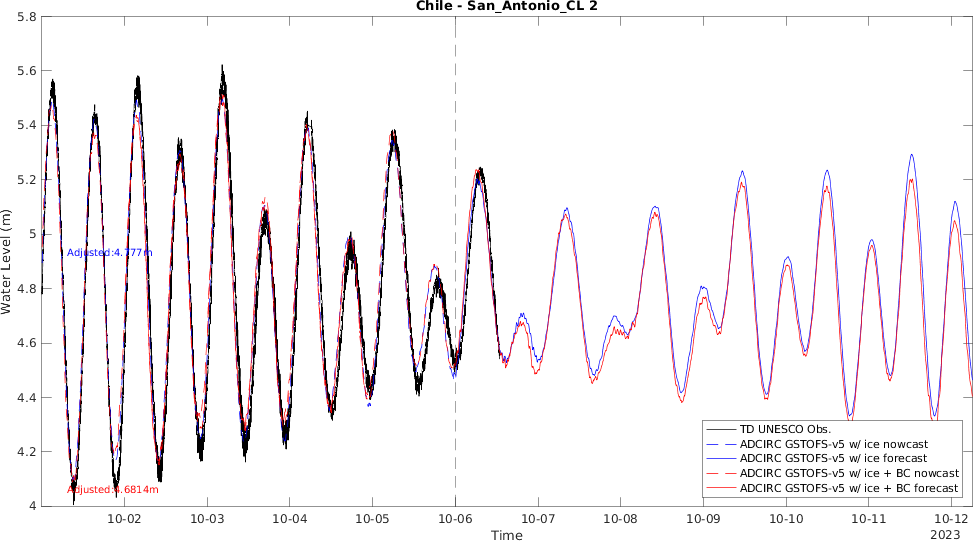 Chile - San_Antonio_CL 2
5.8
5.6
5.4
5.2
5
4.8
4.6
4.4
4.2
4
Water Level (m)
Adjusted:4.777m
Adjusted:4.6814m
TD UNESCO Obs.
ADCIRC GSTOFS-v5 w/ ice nowcast
ADCIRC GSTOFS-v5 w/ ice forecast
ADCIRC GSTOFS-v5 w/ ice + BC nowcast
ADCIRC GSTOFS-v5 w/ ice + BC forecast
10-02 10-03 10-04 10-05 10-06 10-07 10-08 10-09 10-10 10-11 10-12
Time
2023